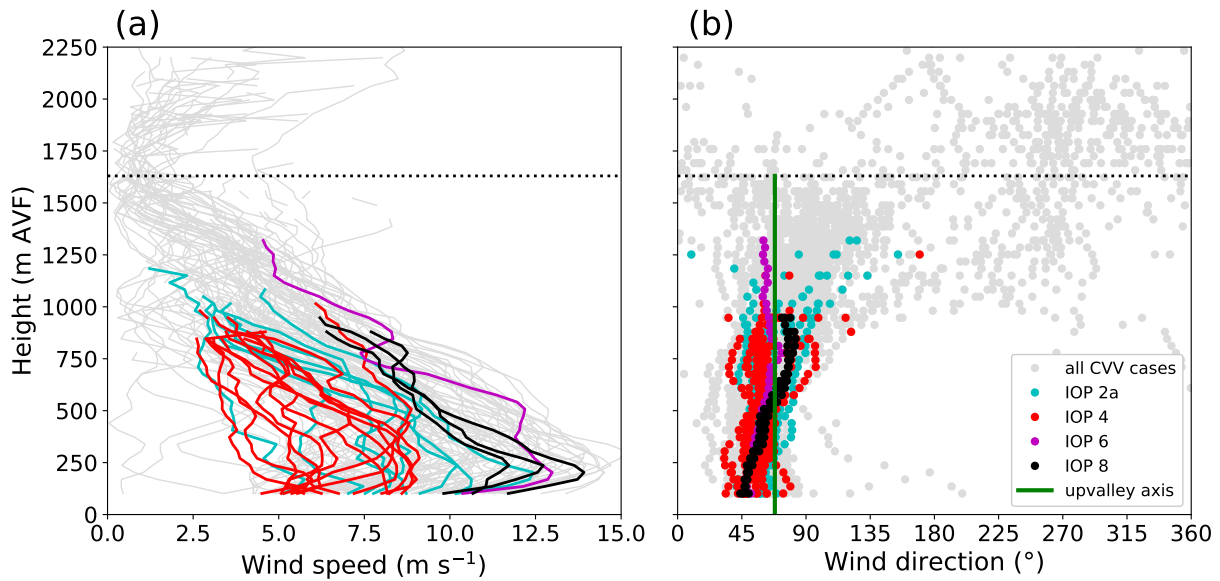 (a)
(b)
2250
2000
1750
1500
1250
1000
750
500
250
0
Height (m AVF)
0.0 2.5 5.0 7.5 10.0 12.5 15.0
Wind speed (m s⁻¹)
all CVV cases
IOP 2a
IOP 4
IOP 6
IOP 8
upvalley axis
0 45 90 135 180 225 270 315 360
Wind direction (°)